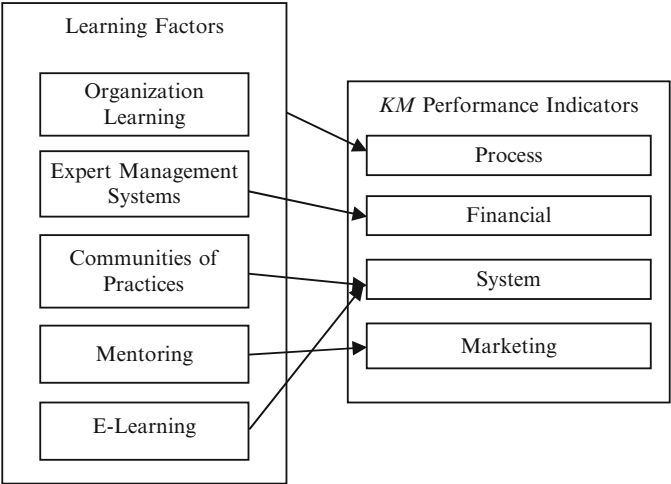 Learning Factors
Organization
Learning
Expert Management
Systems
Communities of
Practices
Mentoring
E-Learning
KM Performance Indicators
Process
Financial
System
Marketing